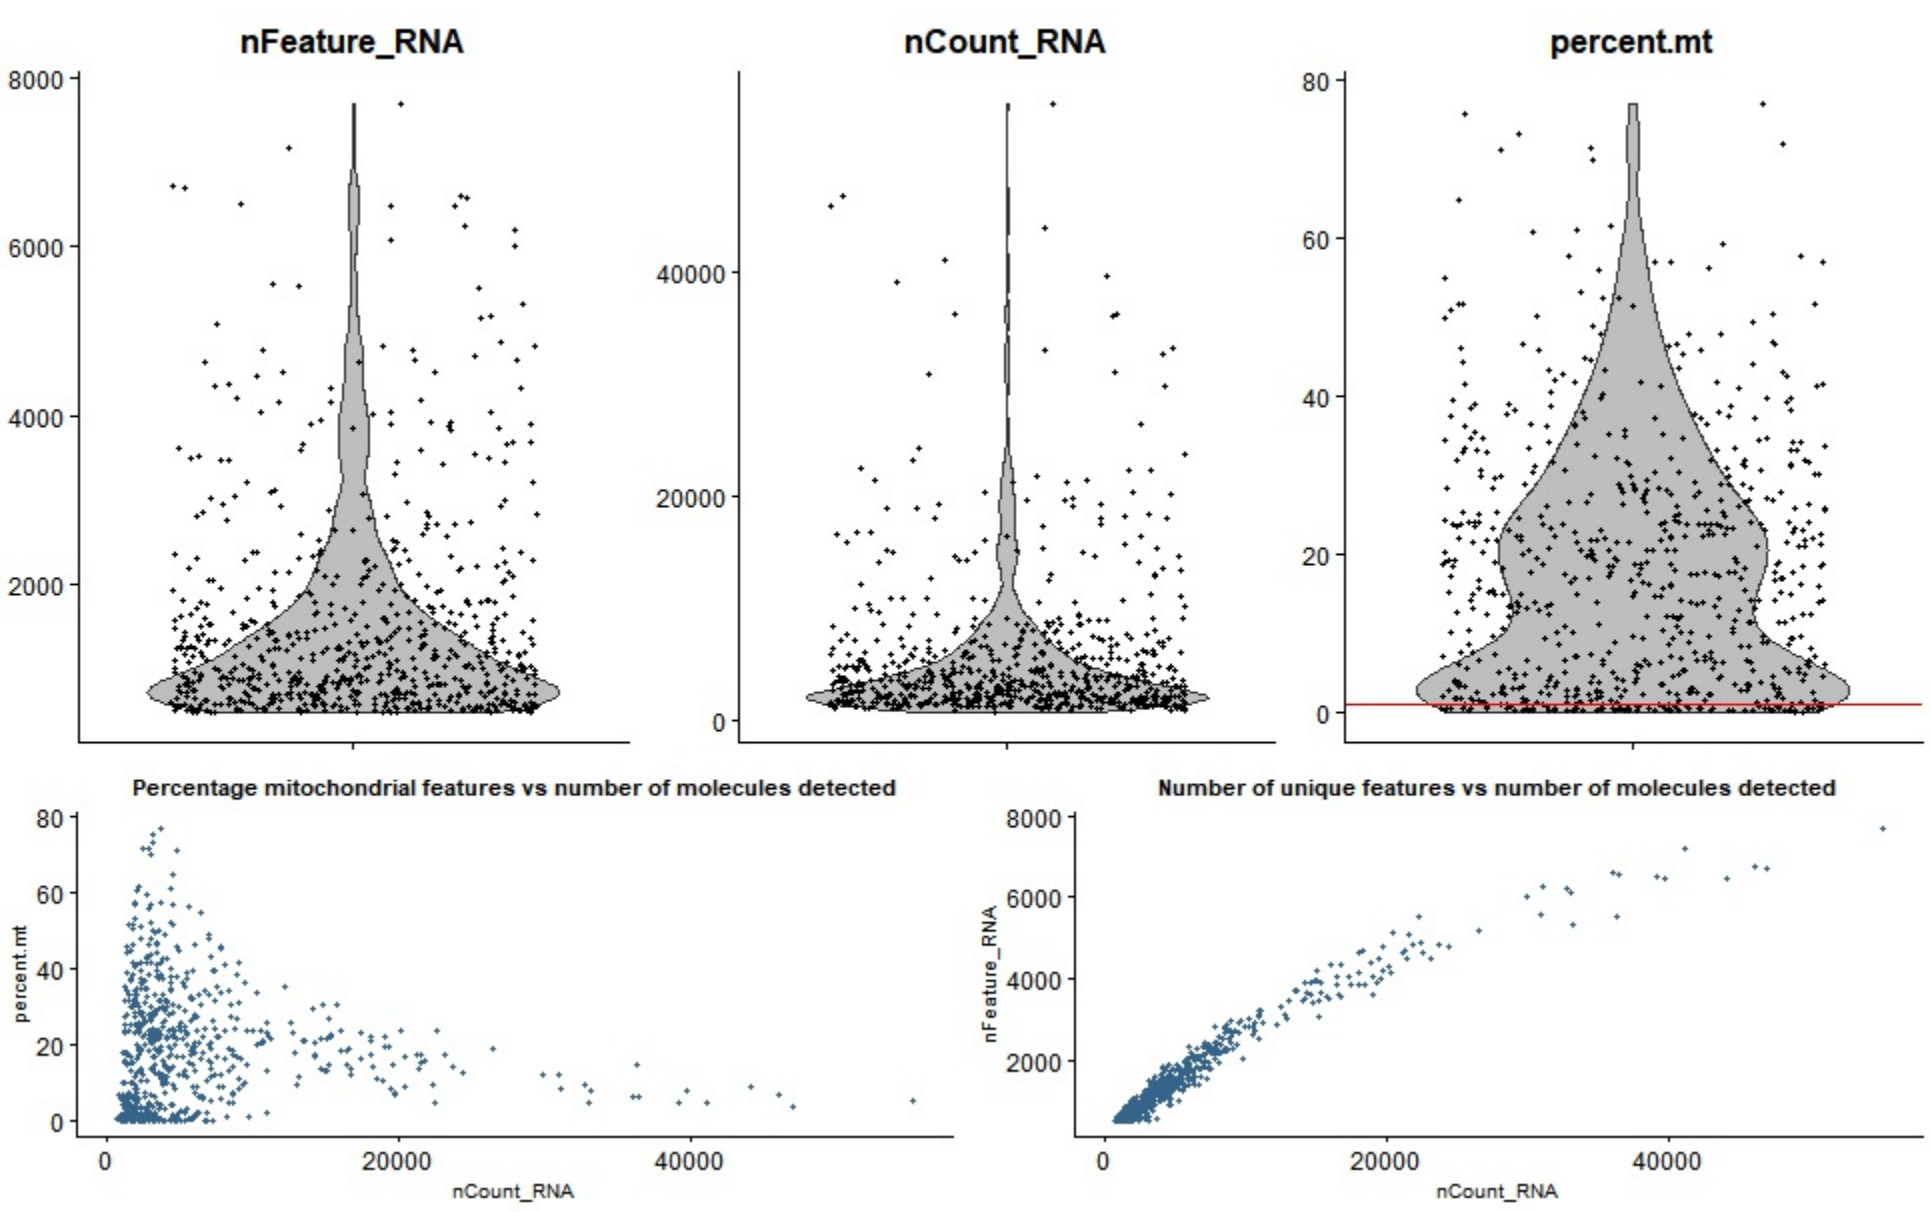 nFeature_RNA
8000
6000
4000
2000
nCount_RNA
40000
20000
0
percent.mt
80
60
40
20
0
Percentage mitochondrial features vs number of molecules detected
percent.mt
80
60
40
20
0
0 20000 40000
nCount_RNA
Number of unique features vs number of molecules detected
nFeature_RNA
8000
6000
4000
2000
0 20000 40000
nCount_RNA